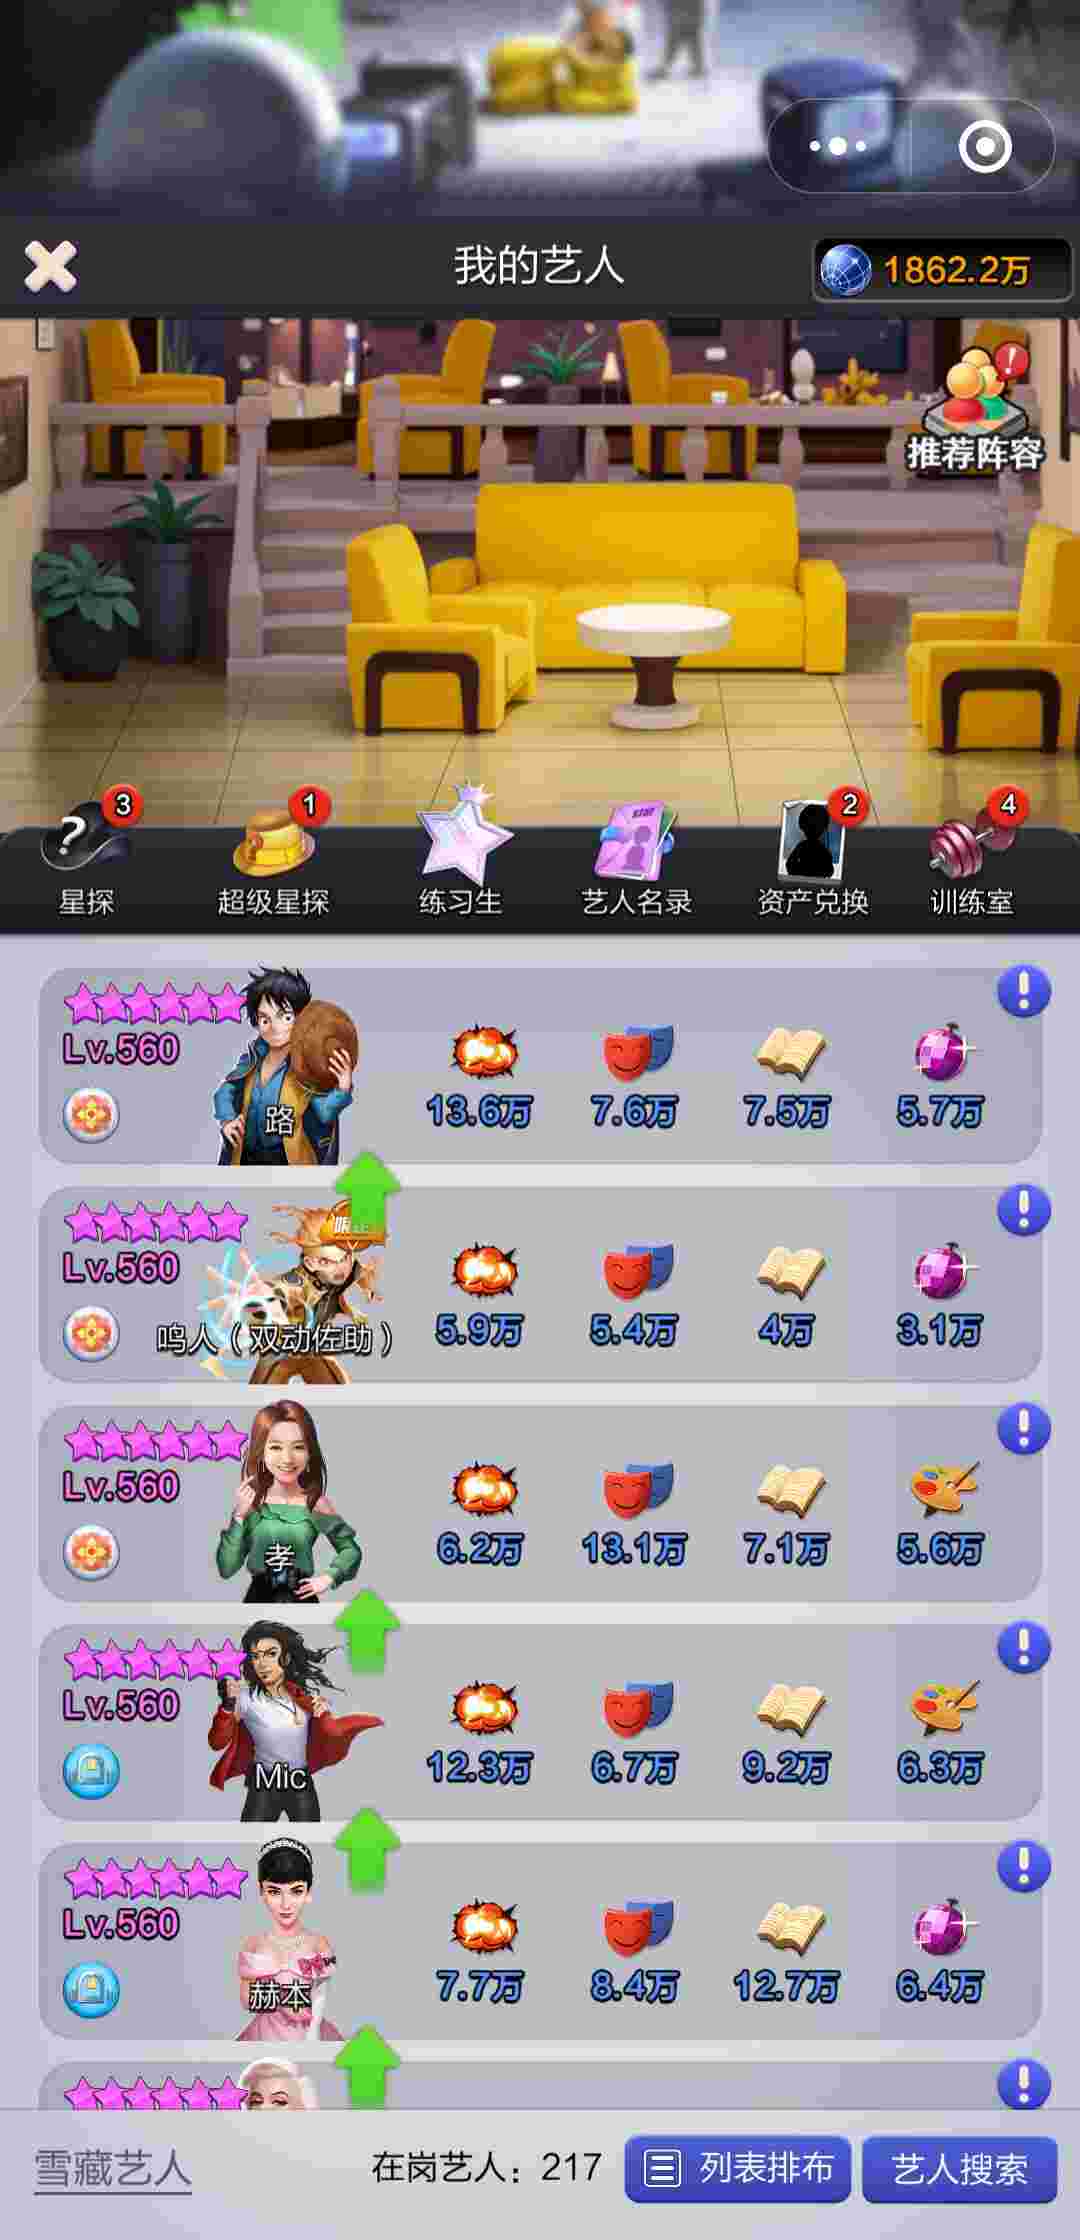 我的艺人
1862.2万
推荐阵容
3 1 2 4
? STAR
星探 超级星探 练习生 艺人名录 资产兑换 训练室
Lv.560
路
13.6万 7.6万 7.5万 5.7万
Lv.560
鸣人（双动佐助）
5.9万 5.4万 4万 3.1万
Lv.560
孝
6.2万 13.1万 7.1万 5.6万
Lv.560
Mic
12.3万 6.7万 9.2万 6.3万
Lv.560
赫本
7.7万 8.4万 12.7万 6.4万
雪藏艺人 在岗艺人：217 列表排布 艺人搜索